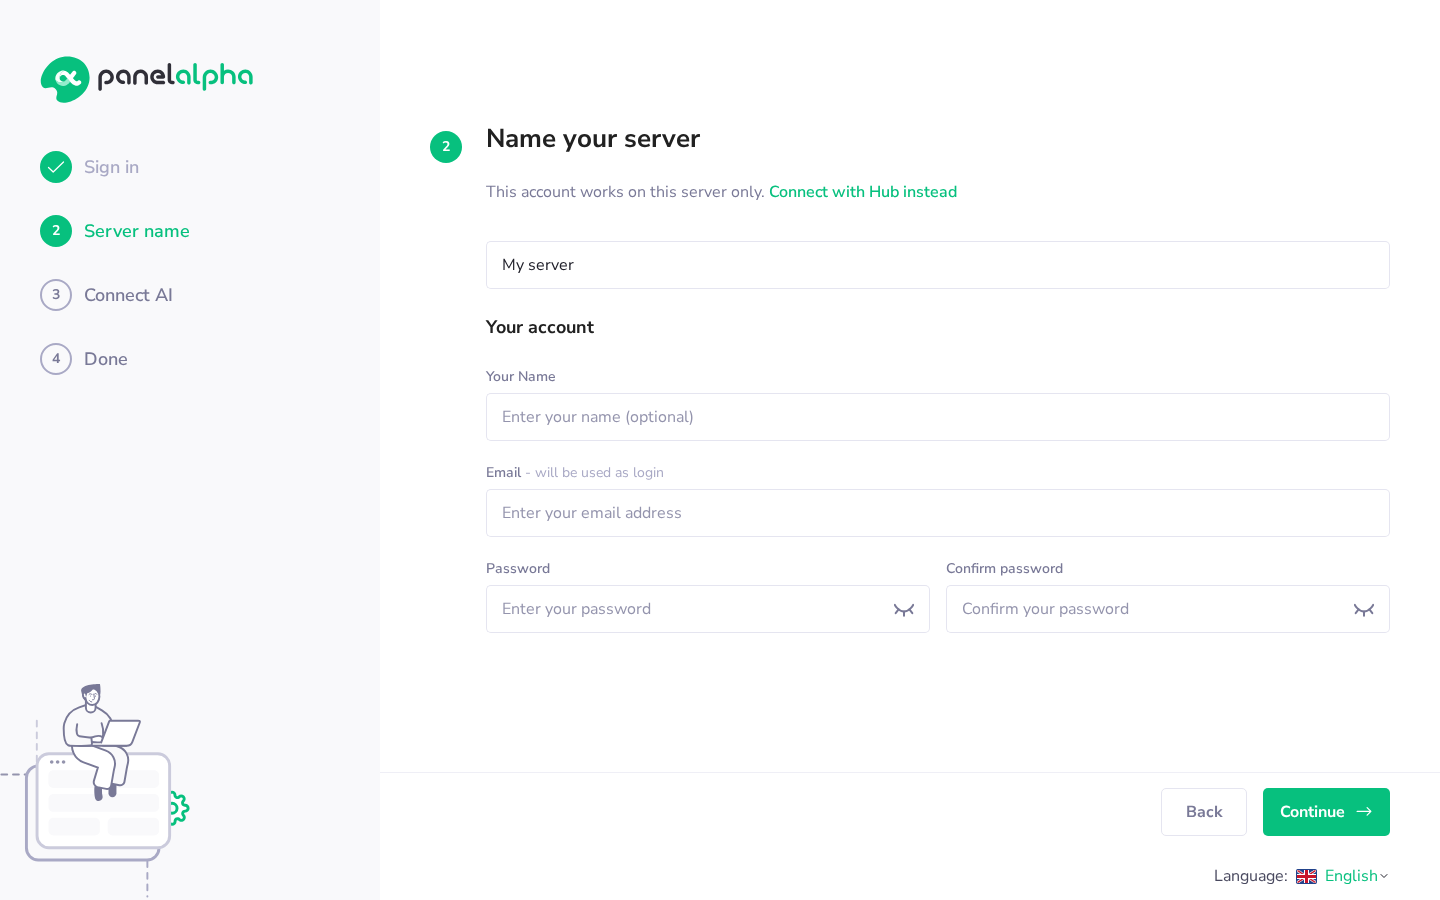 panelalpha
Sign in
2 Server name
3 Connect AI
4 Done
2 Name your server
This account works on this server only. Connect with Hub instead
My server
Your account
Your Name
Enter your name (optional)
Email - will be used as login
Enter your email address
Password Confirm password
Enter your password Confirm your password
Back Continue
Language: English